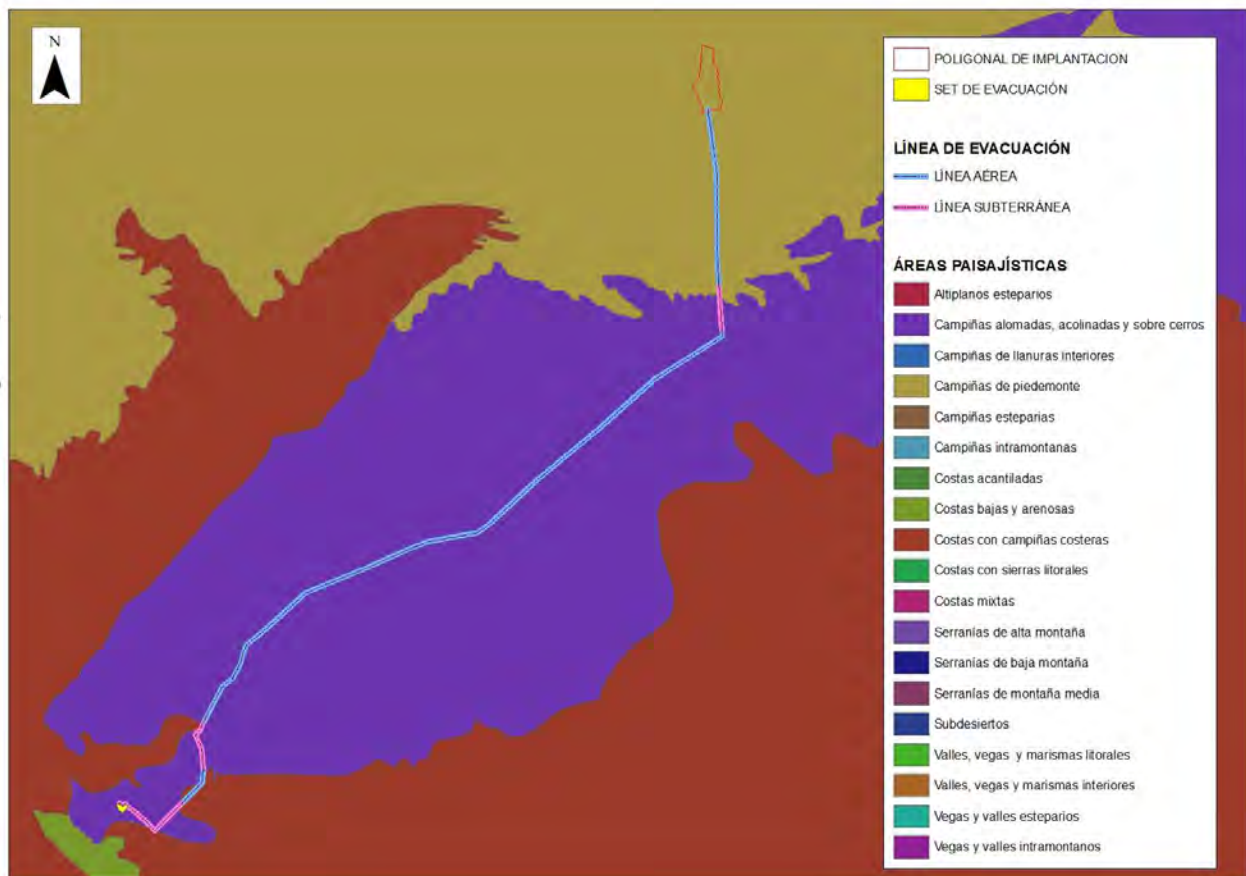 N
POLIGONAL DE IMPLANTACION
SET DE EVACUACIÓN
LÍNEA DE EVACUACIÓN
LÍNEA AÉREA
LÍNEA SUBTERRÁNEA
ÁREAS PAISAJÍSTICAS
Altiplanos esteparios
Campiñas alomadas, acolinadas y sobre cerros
Campiñas de llanuras interiores
Campiñas de piedemonte
Campiñas esteparias
Campiñas intramontanas
Costas acantiladas
Costas bajas y arenosas
Costas con campiñas costeras
Costas con sierras litorales
Costas mixtas
Serranías de alta montaña
Serranías de baja montaña
Serranías de montaña media
Subdesiertos
Valles, vegas y marismas litorales
Valles, vegas y marismas interiores
Vegas y valles esteparios
Vegas y valles intramontanos